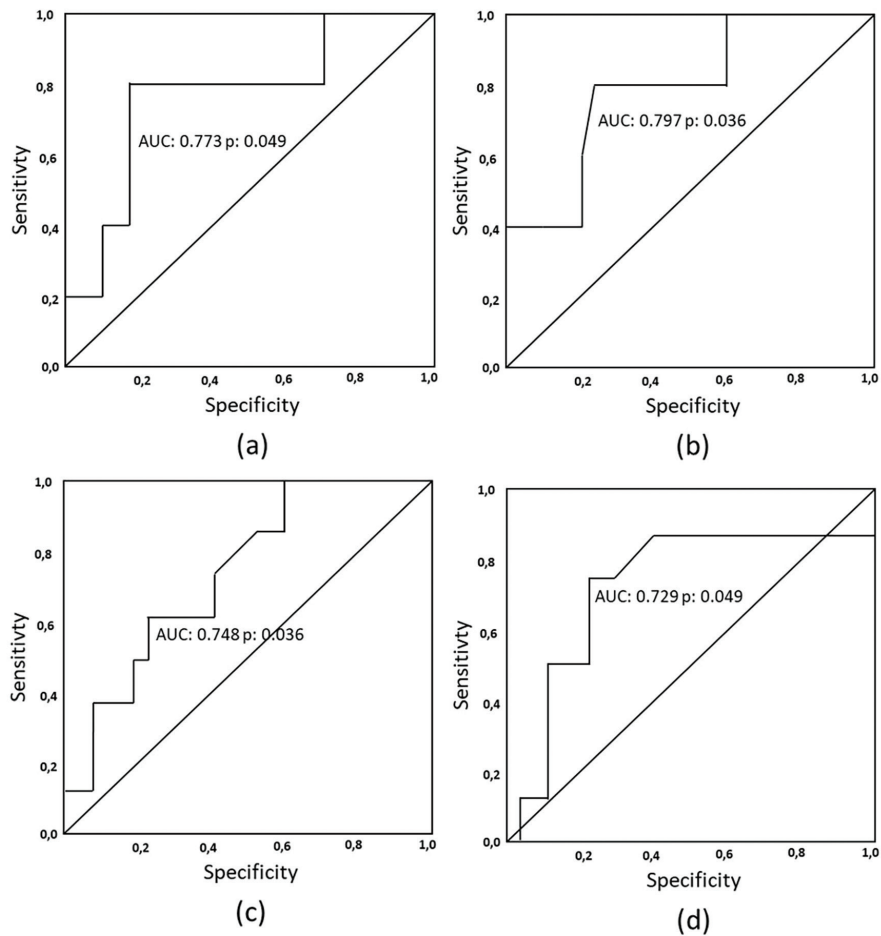 1,0
0,8
0,6
0,4
0,2
0,0
Sensitivty
AUC: 0.773 p: 0.049
0,2 0,4 0,6 0,8 1,0
Specificity
(a)
1,0
0,8
0,6
0,4
0,2
0,0
Sensitivty
AUC: 0.797 p: 0.036
0,2 0,4 0,6 0,8 1,0
Specificity
(b)
1,0
0,8
0,6
0,4
0,2
0,0
Sensitivty
AUC: 0.748 p: 0.036
0,2 0,4 0,6 0,8 1,0
Specificity
(c)
1,0
0,8
0,6
0,4
0,2
0,0
Sensitivty
AUC: 0.729 p: 0.049
0,2 0,4 0,6 0,8 1,0
Specificity
(d)